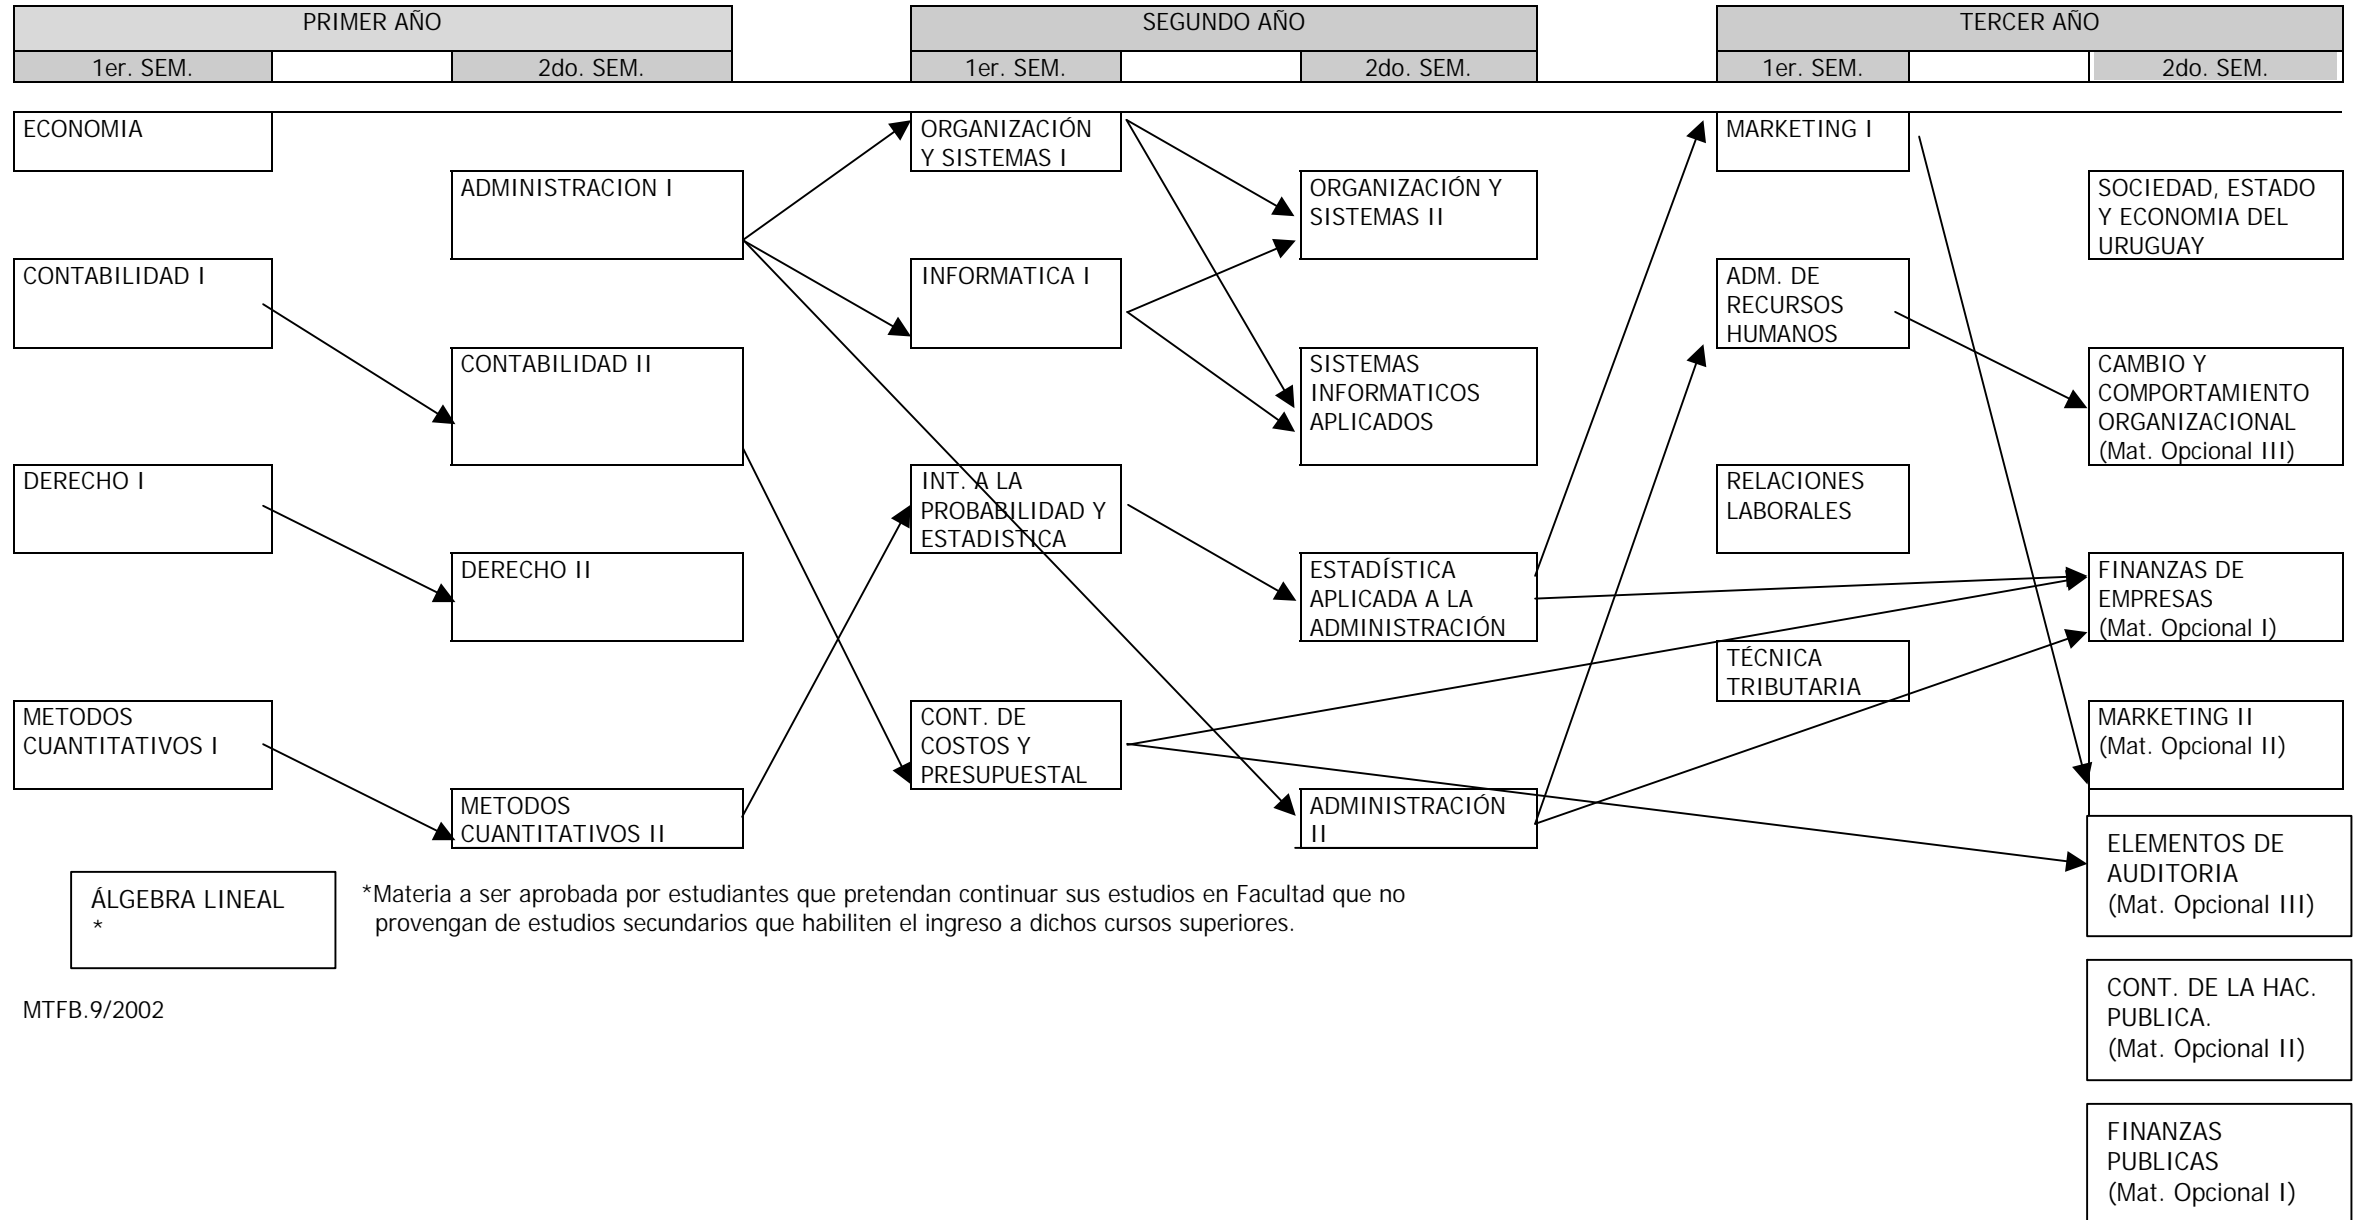 PRIMER AÑO
SEGUNDO AÑO
TERCER AÑO
1er. SEM.
2do. SEM.
1er. SEM.
2do. SEM.
1er. SEM.
2do. SEM.
ECONOMIA
CONTABILIDAD I
DERECHO I
METODOS
CUANTITATIVOS I
ADMINISTRACION I
CONTABILIDAD II
DERECHO II
METODOS
CUANTITATIVOS II
ORGANIZACIÓN
Y SISTEMAS I
INFORMATICA I
INT. A LA
PROBABILIDAD Y
ESTADISTICA
CONT. DE
COSTOS Y
PRESUPUESTAL
ORGANIZACIÓN Y
SISTEMAS II
SISTEMAS
INFORMATICOS
APLICADOS
ESTADÍSTICA
APLICADA A LA
ADMINISTRACIÓN
ADMINISTRACIÓN
II
MARKETING I
ADM. DE
RECURSOS
HUMANOS
RELACIONES
LABORALES
TÉCNICA
TRIBUTARIA
SOCIEDAD, ESTADO
Y ECONOMIA DEL
URUGUAY
CAMBIO Y
COMPORTAMIENTO
ORGANIZACIONAL
(Mat. Opcional III)
FINANZAS DE
EMPRESAS
(Mat. Opcional I)
MARKETING II
(Mat. Opcional II)
ELEMENTOS DE
AUDITORIA
(Mat. Opcional III)
CONT. DE LA HAC.
PUBLICA.
(Mat. Opcional II)
FINANZAS
PUBLICAS
(Mat. Opcional I)
ÁLGEBRA LINEAL
*
*Materia a ser aprobada por estudiantes que pretendan continuar sus estudios en Facultad que no
provengan de estudios secundarios que habiliten el ingreso a dichos cursos superiores.
MTFB.9/2002